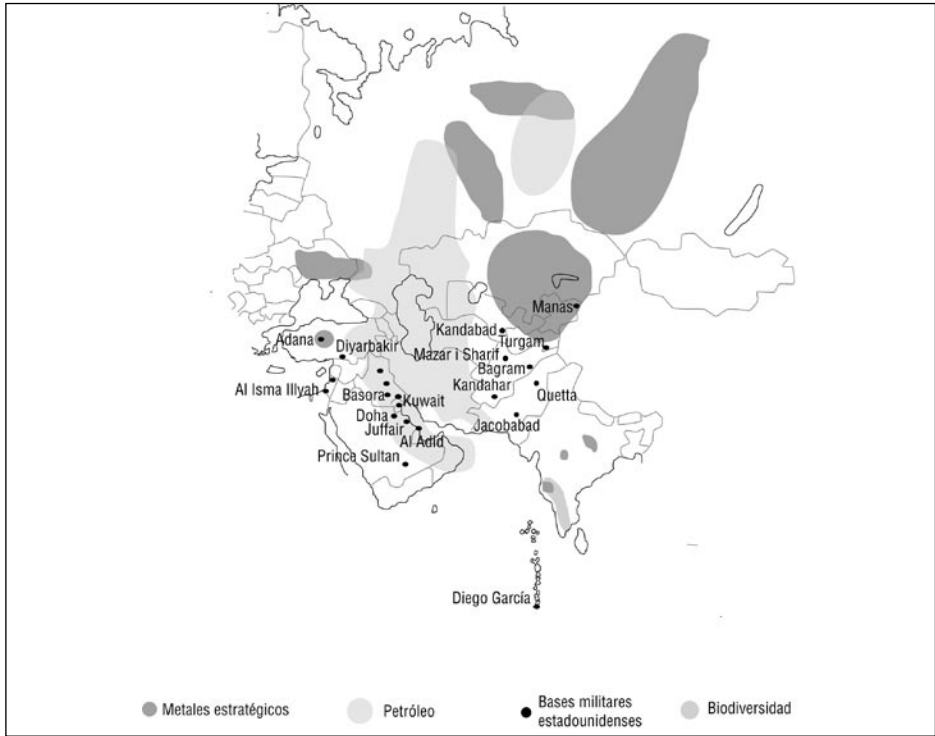 Manas
Kandabad
Turgam
Adana
Diyarbakir
Mazar i Sharif
Bagram
Al Isma Illyah
Basora
Kuwait
Kandahar
Quetta
Doha
Juffair
Jacobabad
Al Adid
Prince Sultan
Diego García
Metales estratégicos
Petróleo
Bases militares
estadounidenses
Biodiversidad